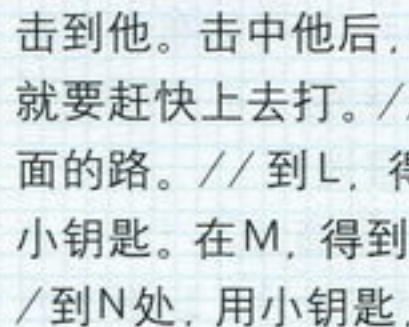 击到他。击中他后，
就要赶快上去打。/
面的路。// 到L，得
小钥匙。在M，得到
/到N处，用小钥匙，